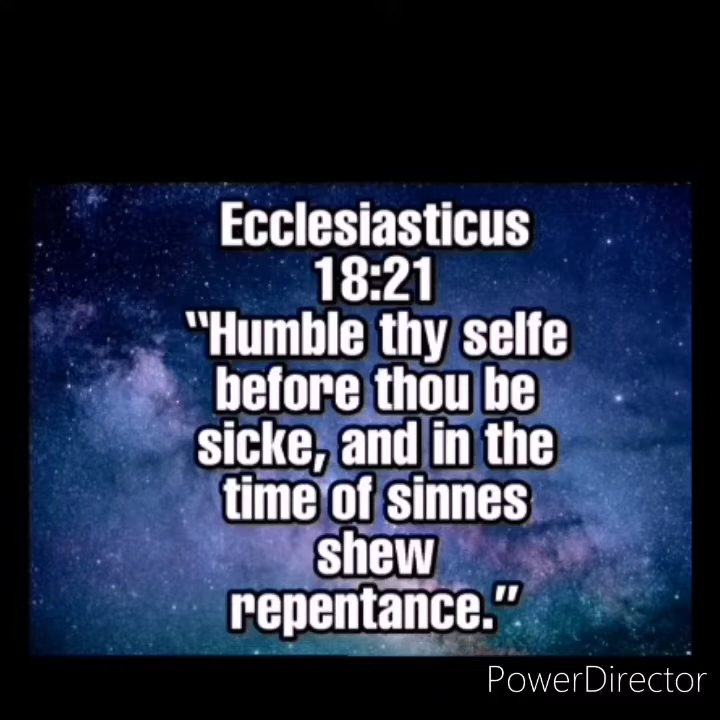 Ecclesiasticus
18:21
"Humble thy selfe
before thou be
sicke, and in the
time of sinnes
shew
repentance."
PowerDirector